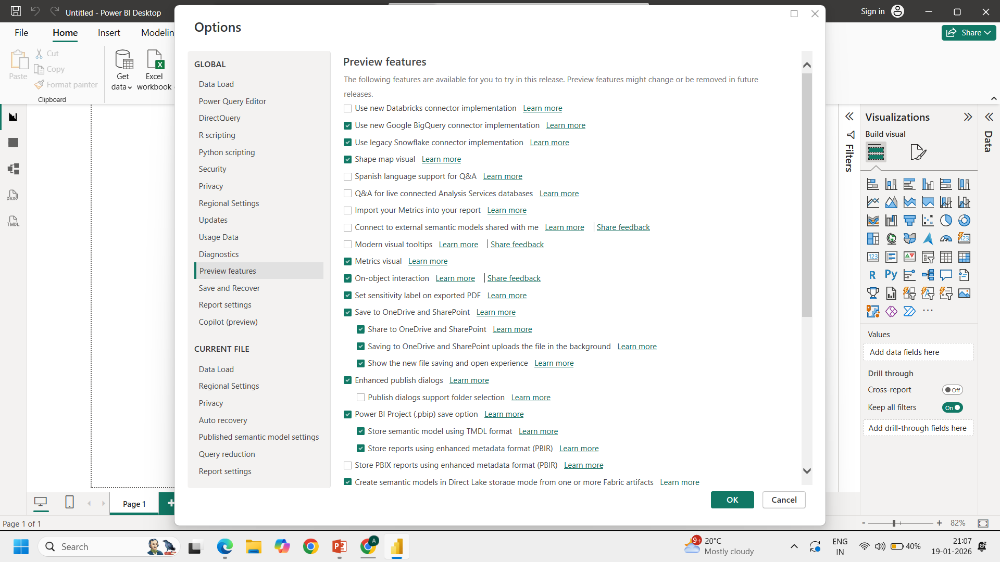 Untitled - Power BI Desktop
Sign in
File
Home
Insert
Modelin
Share
Paste
Cut
Copy
Format painter
Clipboard
Get data
Excel workbook
Options
GLOBAL
Data Load
Power Query Editor
DirectQuery
R scripting
Python scripting
Security
Privacy
Regional Settings
Updates
Usage Data
Diagnostics
Preview features
Save and Recover
Report settings
Copilot (preview)
CURRENT FILE
Data Load
Regional Settings
Privacy
Auto recovery
Published semantic model settings
Query reduction
Report settings
Preview features
The following features are available for you to try in this release. Preview features might change or be removed in future
releases.
Use new Databricks connector implementation Learn more
Use new Google BigQuery connector implementation Learn more
Use legacy Snowflake connector implementation Learn more
Shape map visual Learn more
Spanish language support for Q&A Learn more
Q&A for live connected Analysis Services databases Learn more
Import your Metrics into your report Learn more
Connect to external semantic models shared with me Learn more | Share feedback
Modern visual tooltips Learn more | Share feedback
Metrics visual Learn more
On-object interaction Learn more | Share feedback
Set sensitivity label on exported PDF Learn more
Save to OneDrive and SharePoint Learn more
Share to OneDrive and SharePoint Learn more
Saving to OneDrive and SharePoint uploads the file in the background Learn more
Show the new file saving and open experience Learn more
Enhanced publish dialogs Learn more
Publish dialogs support folder selection Learn more
Power BI Project (.pbip) save option Learn more
Store semantic model using TMDL format Learn more
Store reports using enhanced metadata format (PBIR) Learn more
Store PBIX reports using enhanced metadata format (PBIR) Learn more
Create semantic models in Direct Lake storage mode from one or more Fabric artifacts Learn more
OK
Cancel
Filters
Visualizations
Build visual
123
123
R
Py
Values
Add data fields here
Drill through
Cross-report
Off
Keep all filters
On
Add drill-through fields here
Data
DAX
TMDL
Page 1
Page 1 of 1
- + 82%
Search
A
9+
20°C
Mostly cloudy
ENG
IN
40%
21:07
19-01-2026